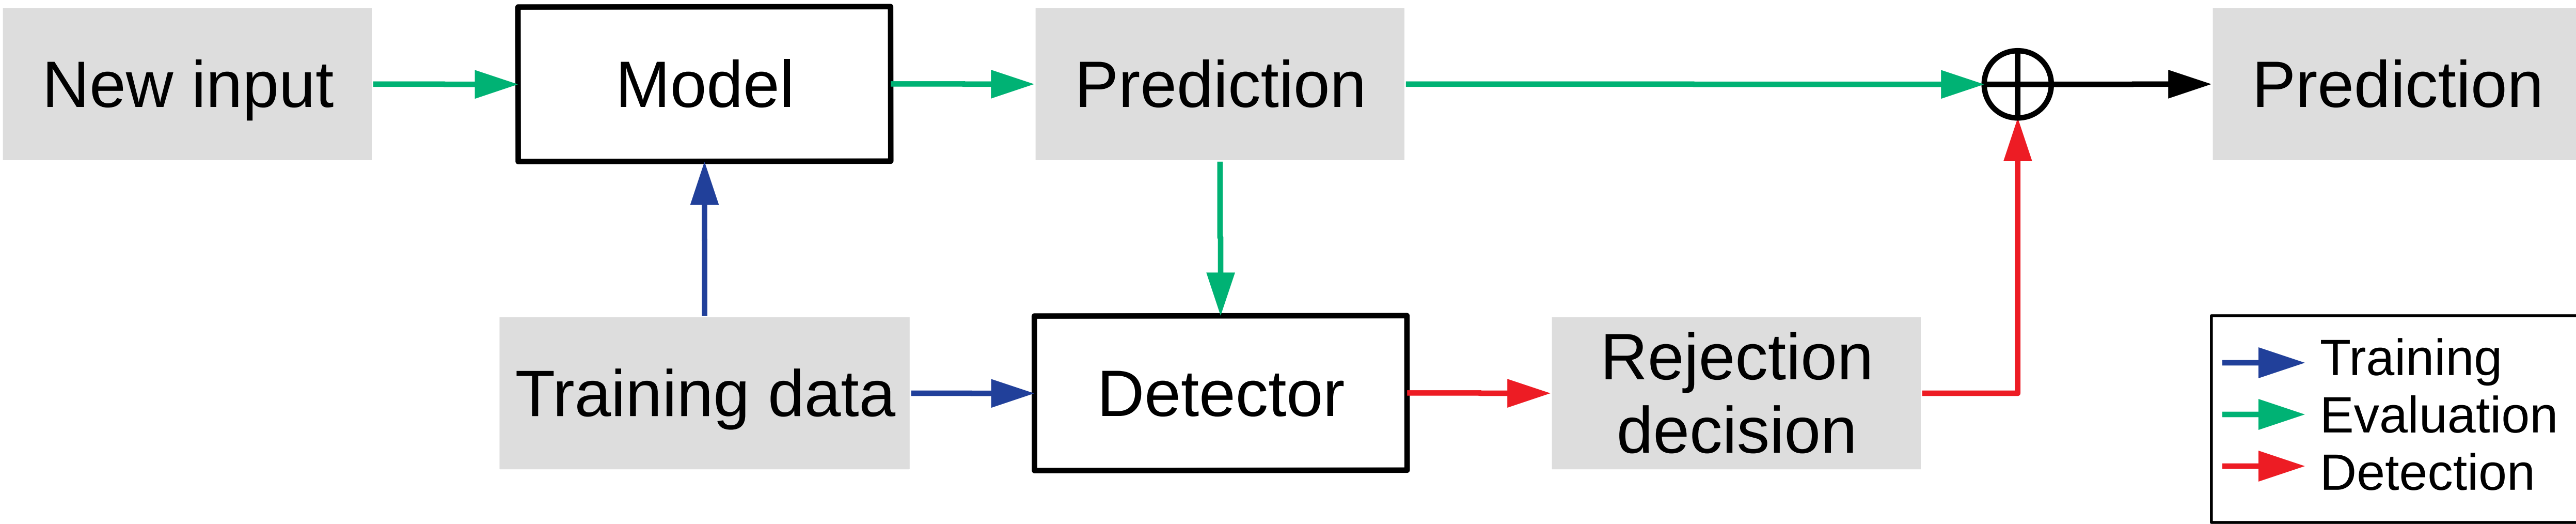 New input
Model
Prediction
Prediction
Training data
Detector
Rejection
decision
Training
Evaluation
Detection